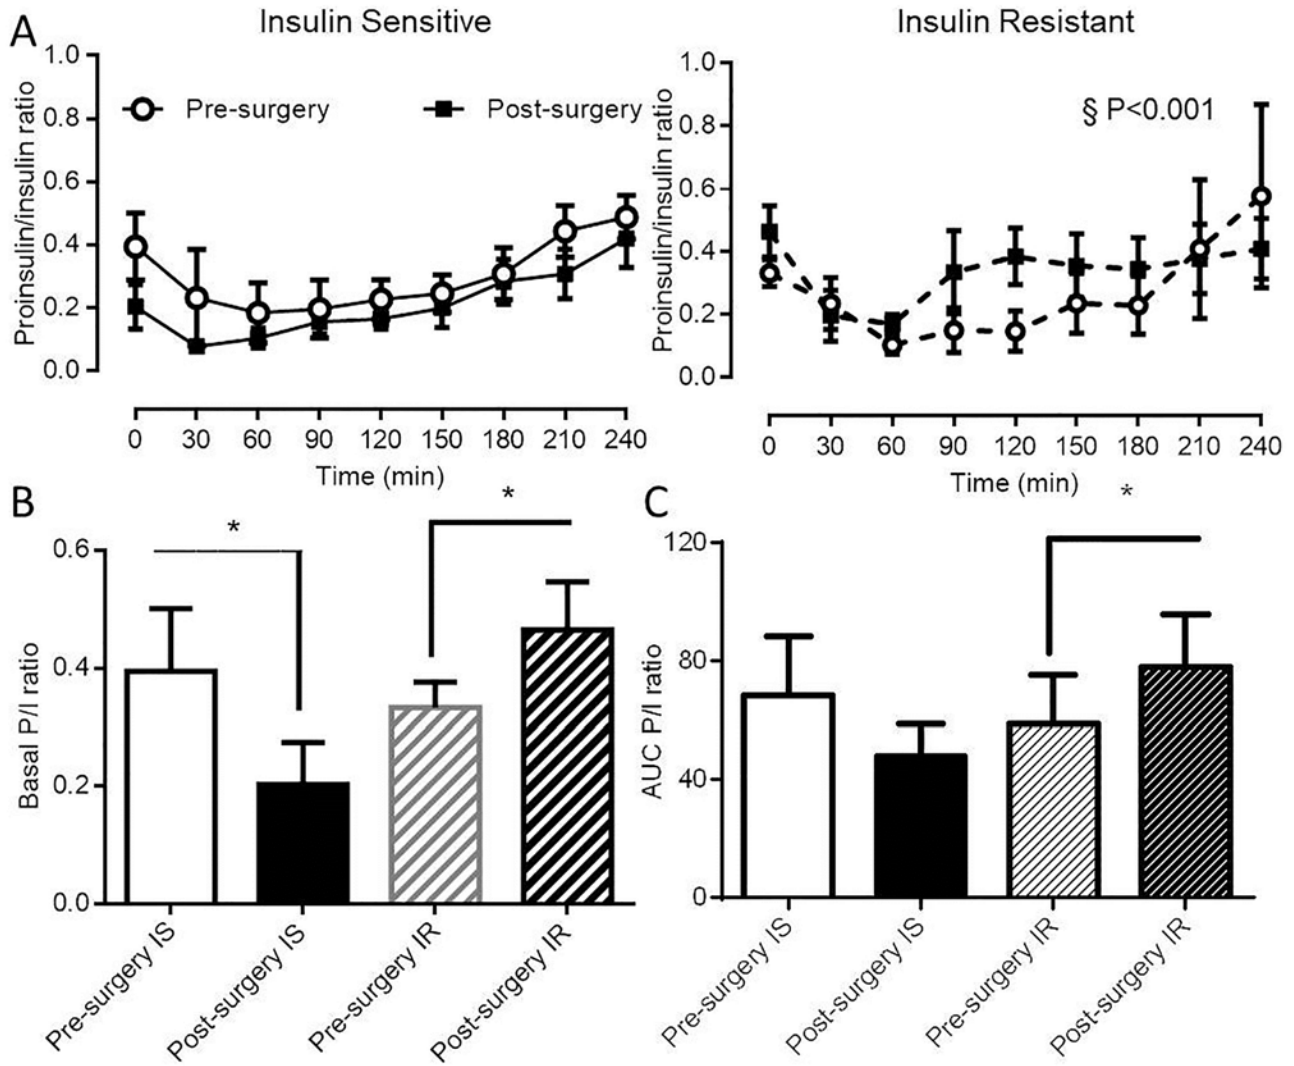 A
Insulin Sensitive
Proinsulin/insulin ratio
1.0
0.8
0.6
0.4
0.2
0.0
Pre-surgery
Post-surgery
0 30 60 90 120 150 180 210 240
Time (min)
Insulin Resistant
Proinsulin/insulin ratio
1.0
0.8
0.6
0.4
0.2
0.0
§ P<0.001
0 30 60 90 120 150 180 210 240
Time (min)
B
Basal P/I ratio
0.6
0.4
0.2
0.0
*
*
Pre-surgery IS
Post-surgery IS
Pre-surgery IR
Post-surgery IR
C
AUC P/I ratio
120
80
40
0
*
Pre-surgery IS
Post-surgery IS
Pre-surgery IR
Post-surgery IR